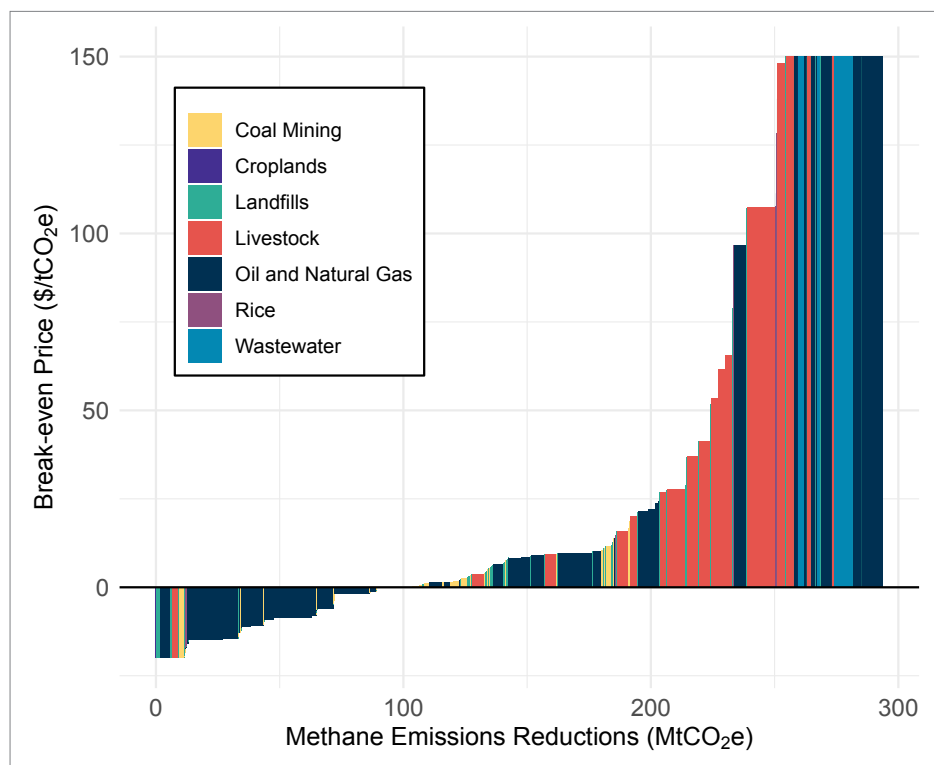 150
100
50
0
Break-even Price ($/tCO₂e)
Coal Mining
Croplands
Landfills
Livestock
Oil and Natural Gas
Rice
Wastewater
0
100
200
300
Methane Emissions Reductions (MtCO₂e)